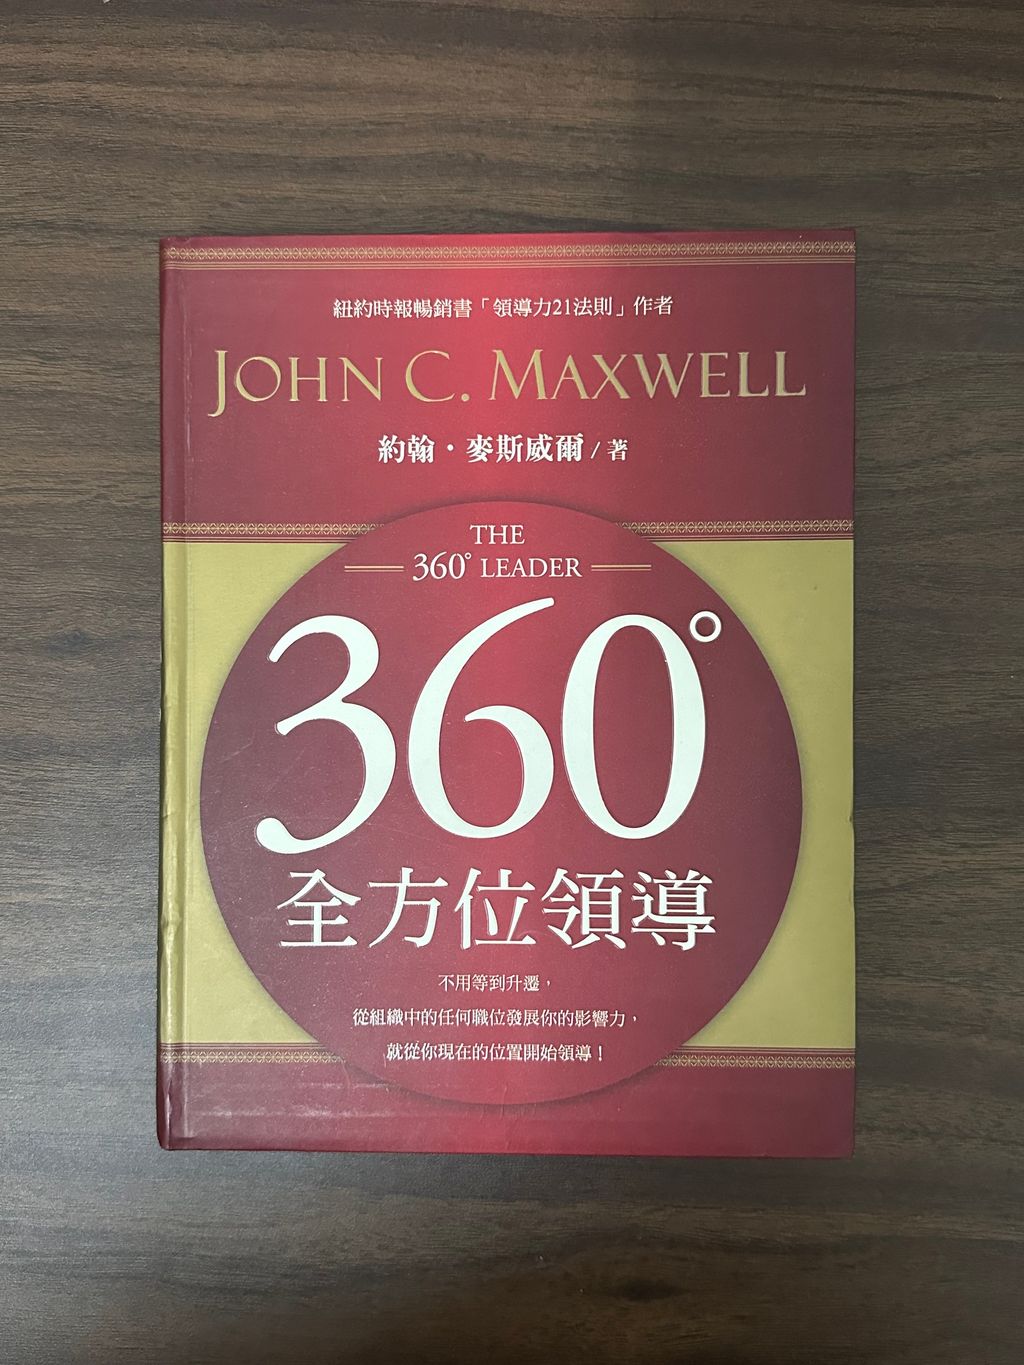 紐約時報暢銷書「領導力21法則」作者
JOHN C. MAXWELL
約翰・麥斯威爾/著
THE
360° LEADER
360°
全方位領導
不用等到升遷，
從組織中的任何職位發展你的影響力，
就從你現在的位置開始領導！